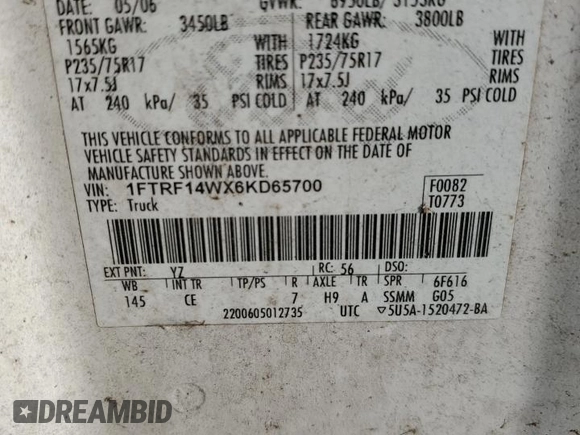 DATE: 05/06 GVWR: 6950LB/ 3153KG
FRONT GAWR: 3450LB REAR GAWR: 3800LB
1565KG WITH 1724KG WITH
P235/75R17 TIRES P235/75R17 TIRES
17x7.5J RIMS 17x7.5J RIMS
AT 240 kPa/ 35 PSI COLD AT 240 kPa/ 35 PSI COLD
THIS VEHICLE CONFORMS TO ALL APPLICABLE FEDERAL MOTOR
VEHICLE SAFETY STANDARDS IN EFFECT ON THE DATE OF
MANUFACTURE SHOWN ABOVE.
VIN: 1FTRF14WX6KD65700 F0082
TYPE: Truck T0773
EXT PNT: YZ RC: 56 DSO:
WB INT TR TP/PS R AXLE TR SPR 6F616
145 CE 7 H9 A SSMM G05
2200605012735 UTC ▽5U5A-1520472-BA
DREAMBID